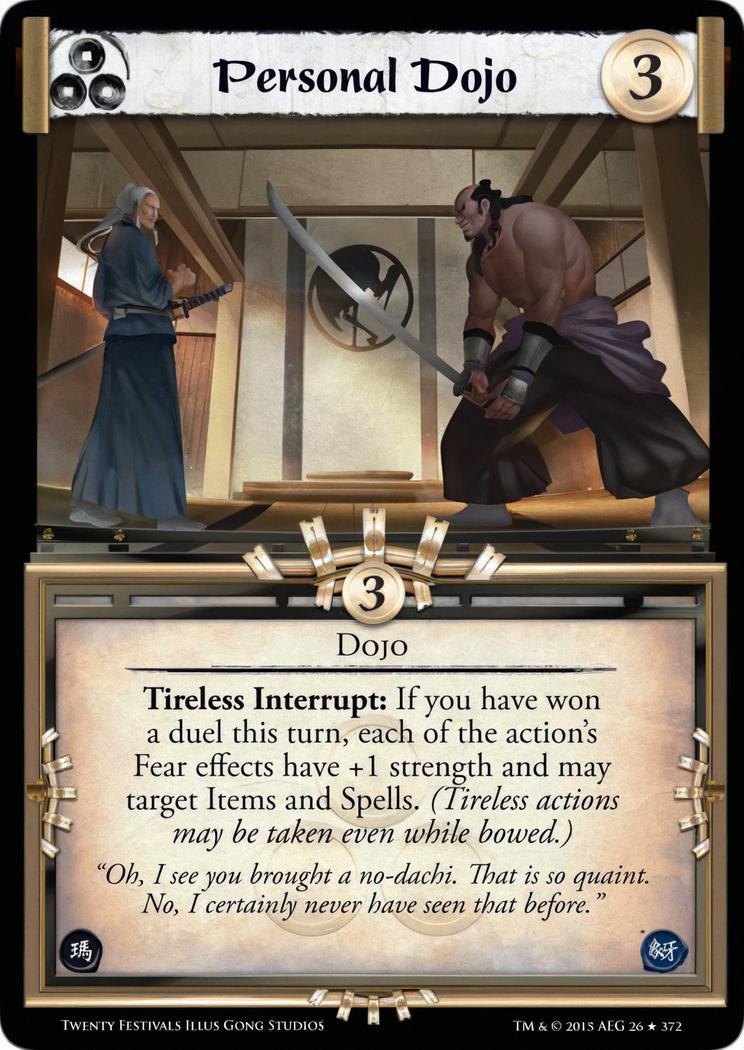 Personal Dojo
3
3
Dojo
Tireless Interrupt: If you have won
a duel this turn, each of the action's
Fear effects have +1 strength and may
target Items and Spells. (Tireless actions
may be taken even while bowed.)
"Oh, I see you brought a no-dachi. That is so quaint.
No, I certainly never have seen that before."
瑪
Twenty Festivals Illus Gong Studios
TM & © 2015 AEG 26 ★ 372